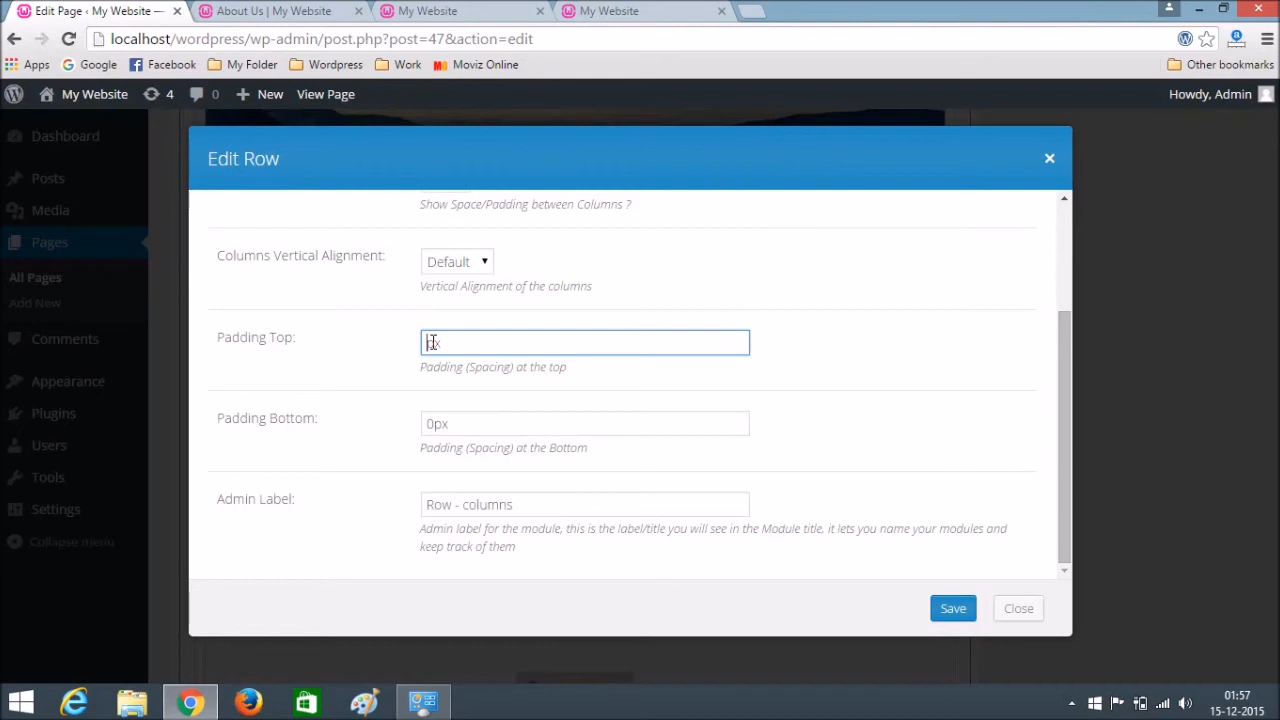 Edit Page ‹ My Website —
About Us | My Website
My Website
My Website
localhost/wordpress/wp-admin/post.php?post=47&action=edit
Apps
Google
Facebook
My Folder
Wordpress
Work
Moviz Online
Other bookmarks
My Website
4
0
New
View Page
Howdy, Admin
Dashboard
Posts
Media
Pages
All Pages
Add New
Comments
Appearance
Plugins
Users
Tools
Settings
Collapse menu
Edit Row
×
Show Space/Padding between Columns ?
Columns Vertical Alignment:
Default
Vertical Alignment of the columns
Padding Top:
px
Padding (Spacing) at the top
Padding Bottom:
0px
Padding (Spacing) at the Bottom
Admin Label:
Row - columns
Admin label for the module, this is the label/title you will see in the Module title, it lets you name your modules and
keep track of them
Save
Close
01:57
15-12-2015